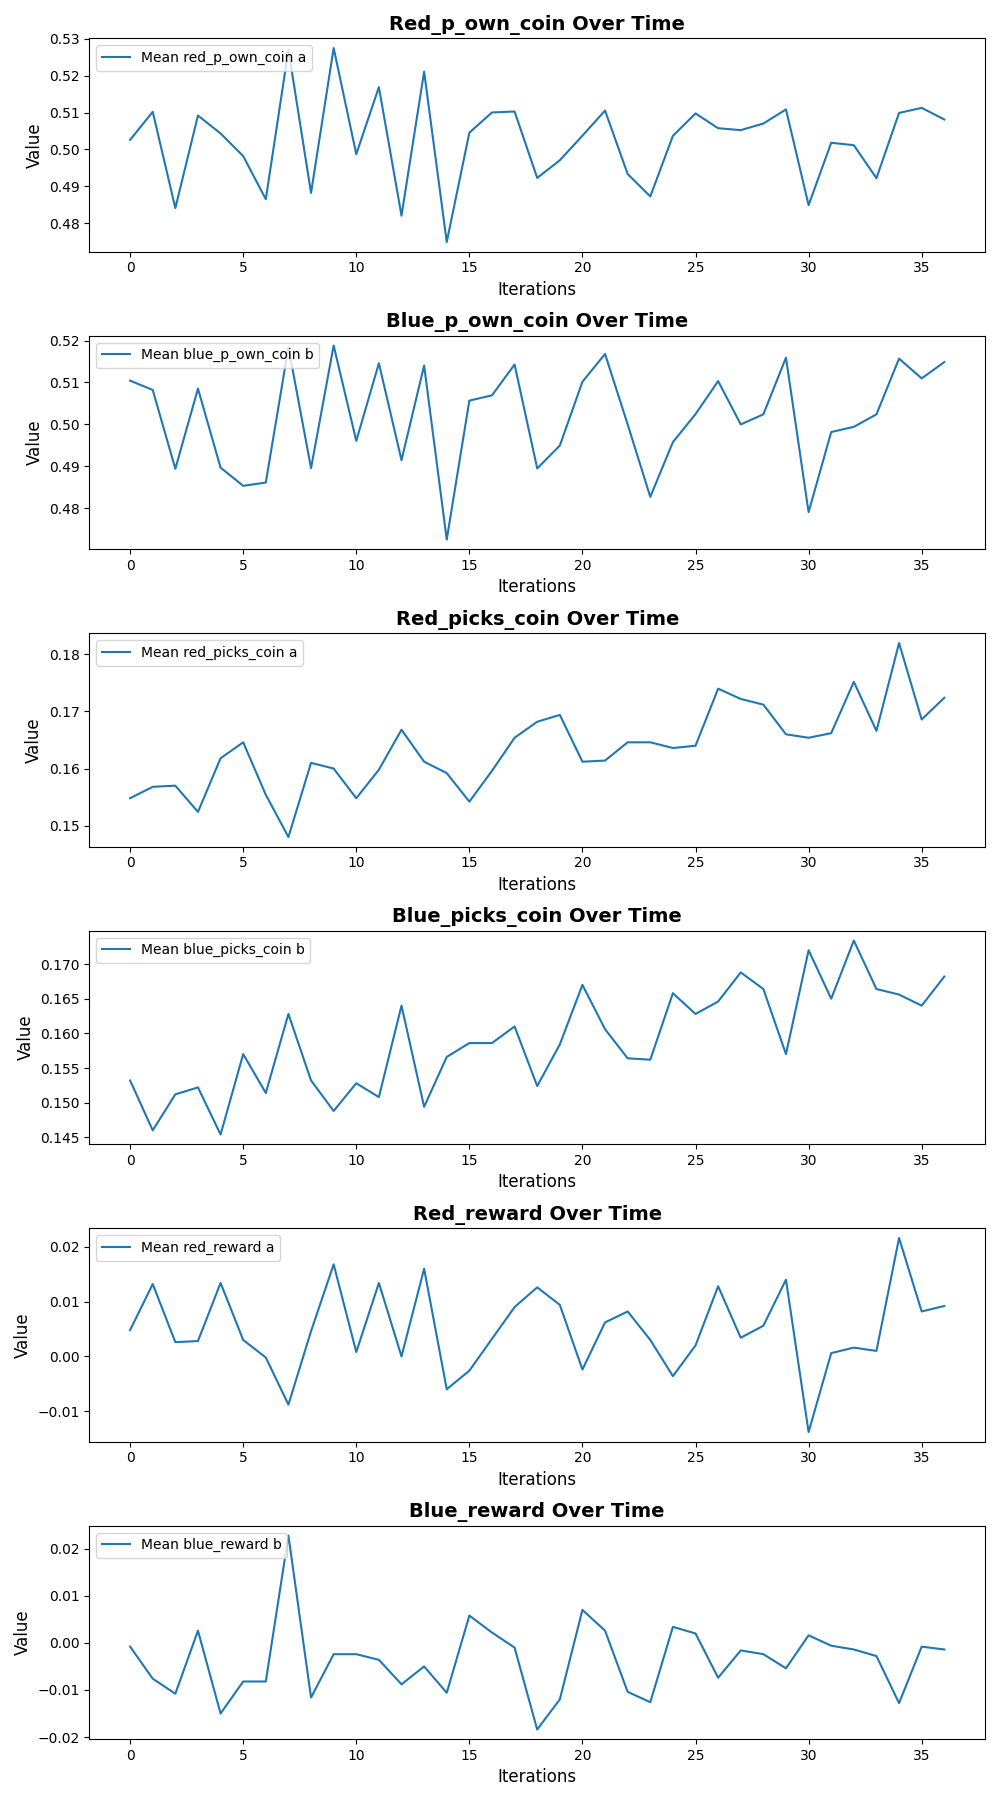 Red_p_own_coin Over Time
Mean red_p_own_coin a
Value
0.53
0.52
0.51
0.50
0.49
0.48
0 5 10 15 20 25 30 35
Iterations
Blue_p_own_coin Over Time
Mean blue_p_own_coin b
Value
0.52
0.51
0.50
0.49
0.48
0 5 10 15 20 25 30 35
Iterations
Red_picks_coin Over Time
Mean red_picks_coin a
Value
0.18
0.17
0.16
0.15
0 5 10 15 20 25 30 35
Iterations
Blue_picks_coin Over Time
Mean blue_picks_coin b
Value
0.170
0.165
0.160
0.155
0.150
0.145
0 5 10 15 20 25 30 35
Iterations
Red_reward Over Time
Mean red_reward a
Value
0.02
0.01
0.00
−0.01
0 5 10 15 20 25 30 35
Iterations
Blue_reward Over Time
Mean blue_reward b
Value
0.02
0.01
0.00
−0.01
−0.02
0 5 10 15 20 25 30 35
Iterations